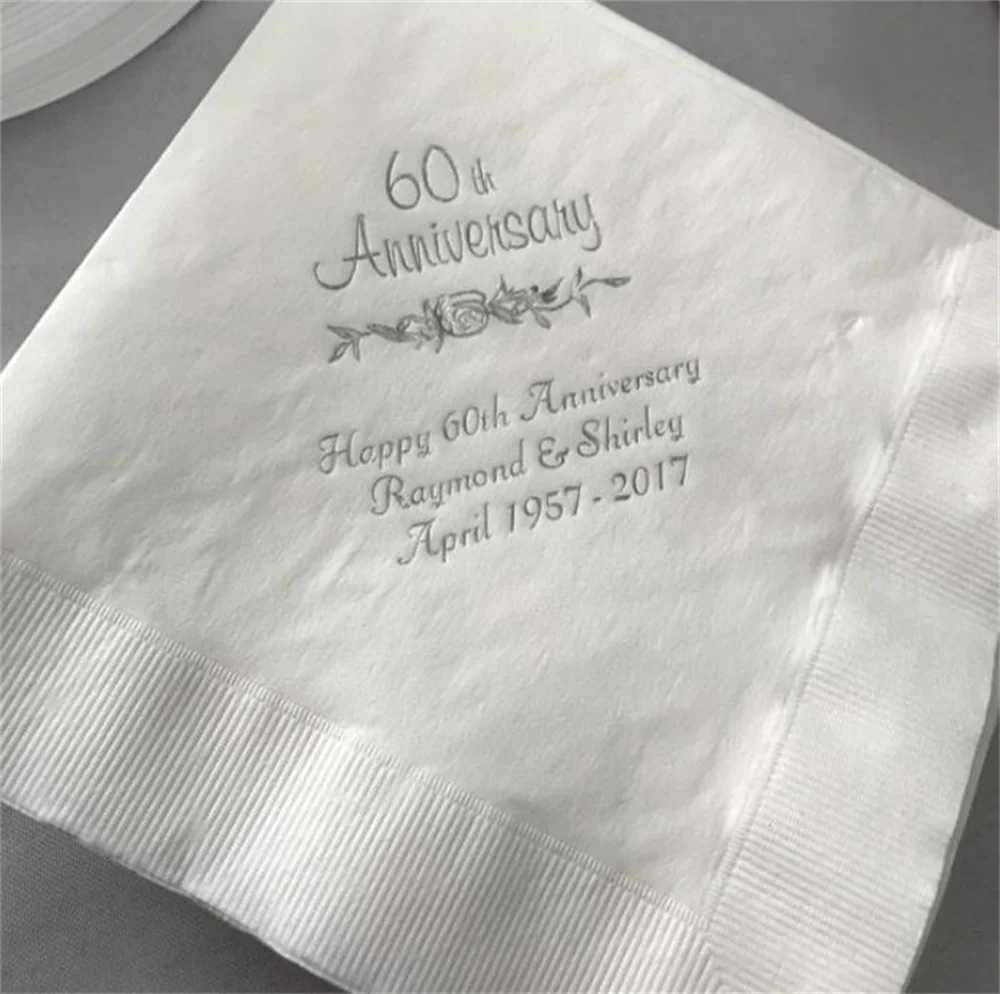 60 th
Anniversary
Happy 60th Anniversary
Raymond & Shirley
April 1957 - 2017